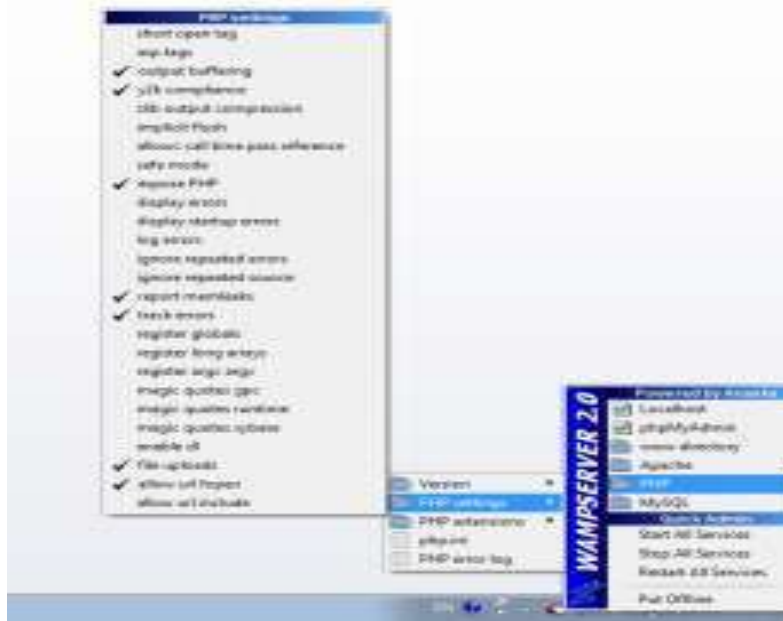 PHP settings
short open tag
asp tags
output buffering
y2k compliance
zlib output compression
implicit flush
allow call time pass reference
safe mode
expose PHP
display errors
display startup errors
log errors
ignore repeated errors
ignore repeated source
report memleaks
track errors
register globals
register long arrays
register argc argv
magic quotes gpc
magic quotes runtime
magic quotes sybase
enable dl
file uploads
allow url fopen
allow url include
Version
PHP settings
PHP extensions
php.ini
PHP error log
WAMPSERVER 2.0
Powered by
Localhost
phpMyAdmin
www directory
Apache
PHP
MySQL
Quick Admin
Start All Services
Stop All Services
Restart All Services
Put Offline
EN